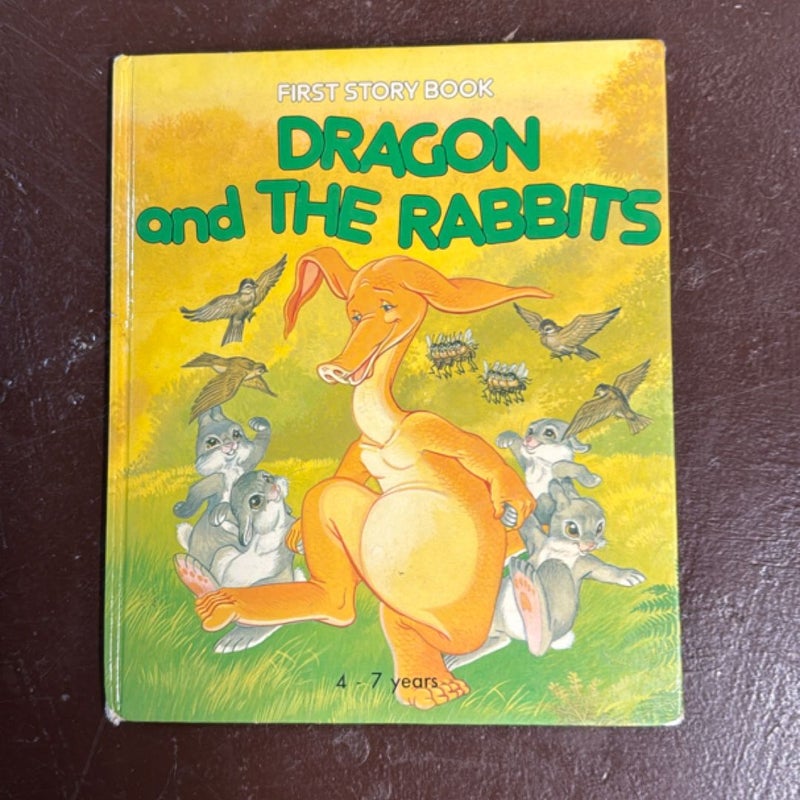 FIRST STORY BOOK
DRAGON
and THE RABBITS
4 - 7 years